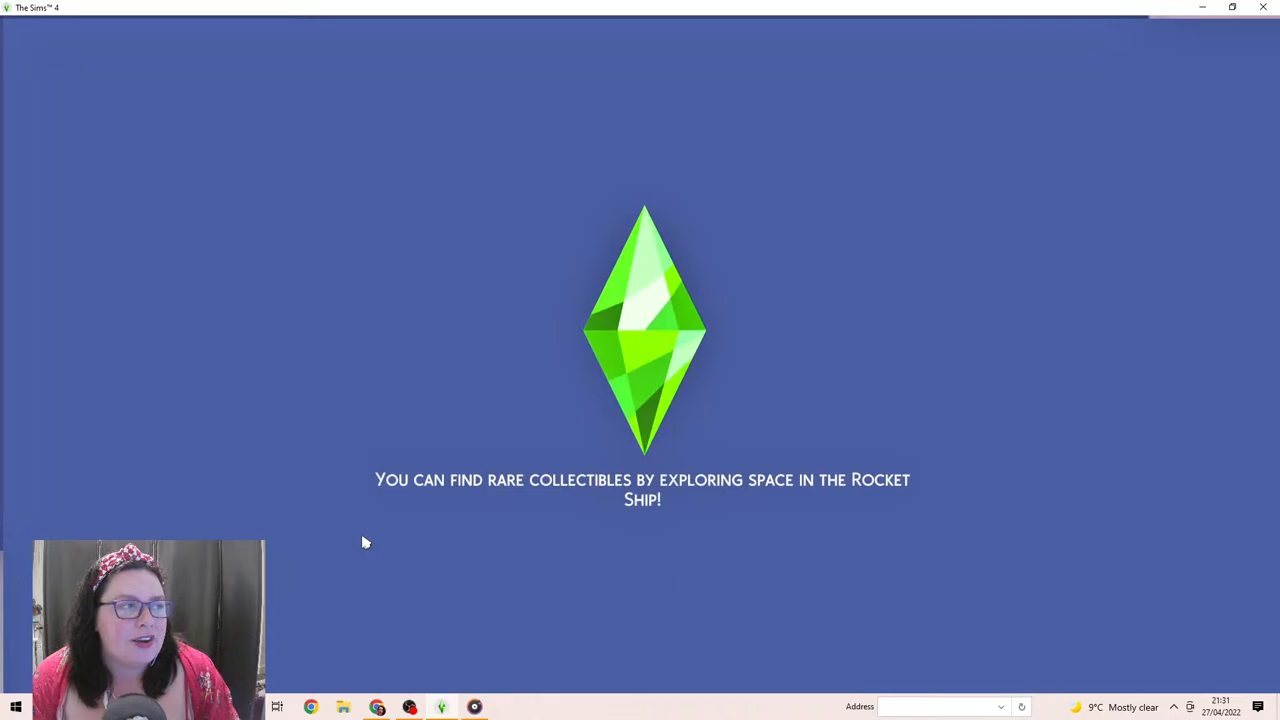 The Sims™ 4
You can find rare collectibles by exploring space in the Rocket
Ship!
Address
9°C Mostly clear
21:31
27/04/2022